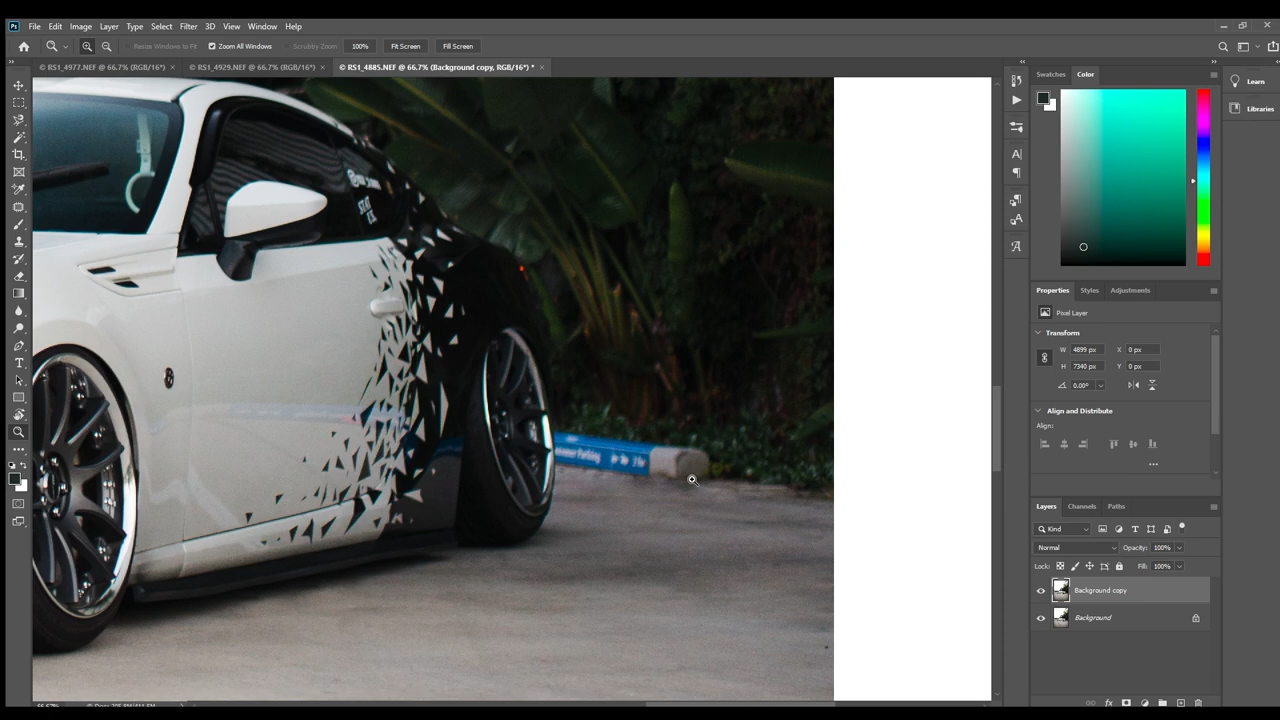 Ps File Edit Image Layer Type Select Filter 3D View Window Help
Resize Windows to Fit Zoom All Windows Scrubby Zoom 100% Fit Screen Fill Screen
© RS1_4977.NEF @ 66.7% (RGB/16*) × © RS1_4929.NEF @ 66.7% (RGB/16*) × © RS1_4885.NEF @ 66.7% (Background copy, RGB/16*) * ×
Swatches Color
Learn
Libraries
Properties Styles Adjustments
Pixel Layer
Transform
W 4899 px X 0 px
H 7340 px Y 0 px
0.00°
Align and Distribute
Align:
Layers Channels Paths
Kind
Normal Opacity: 100%
Lock: Fill: 100%
Background copy
Background
Parking
66.67%